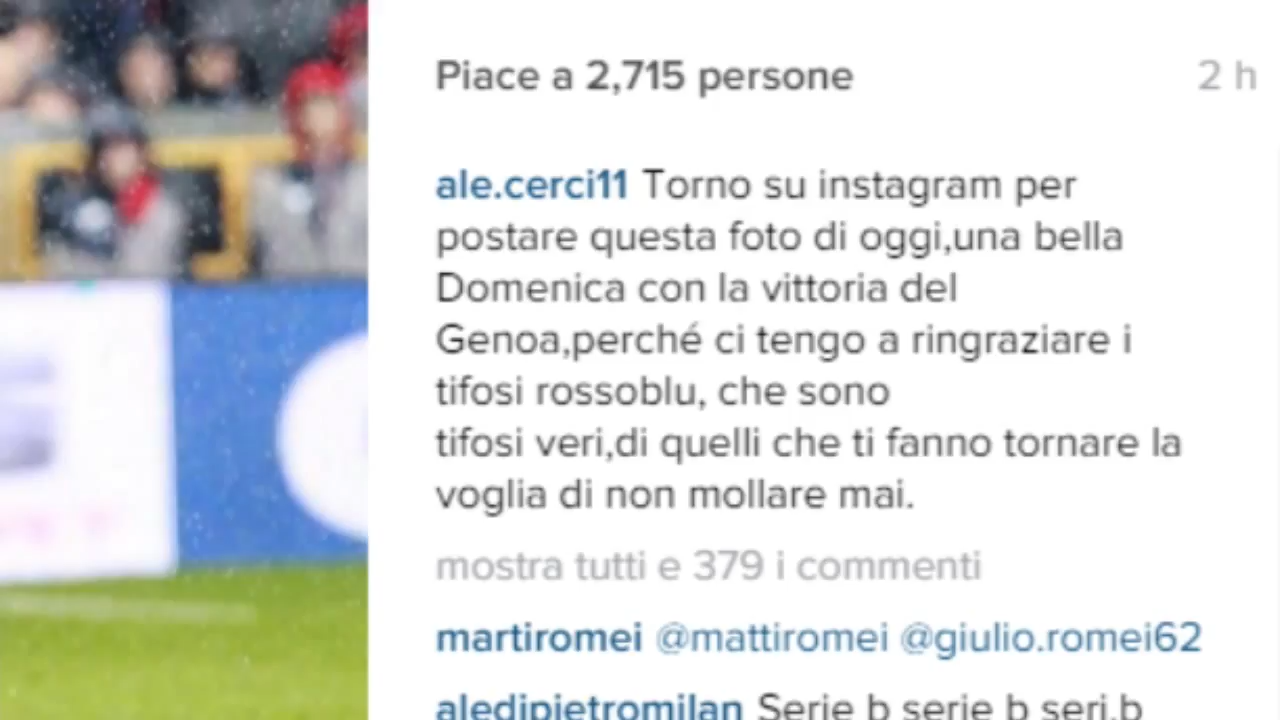 Piace a 2,715 persone
2 h
ale.cerci11 Torno su instagram per
postare questa foto di oggi,una bella
Domenica con la vittoria del
Genoa,perché ci tengo a ringraziare i
tifosi rossoblu, che sono
tifosi veri,di quelli che ti fanno tornare la
voglia di non mollare mai.
mostra tutti e 379 i commenti
martiromei @mattiromei @giulio.romei62
aledipietromilan Serie b serie b seri.b